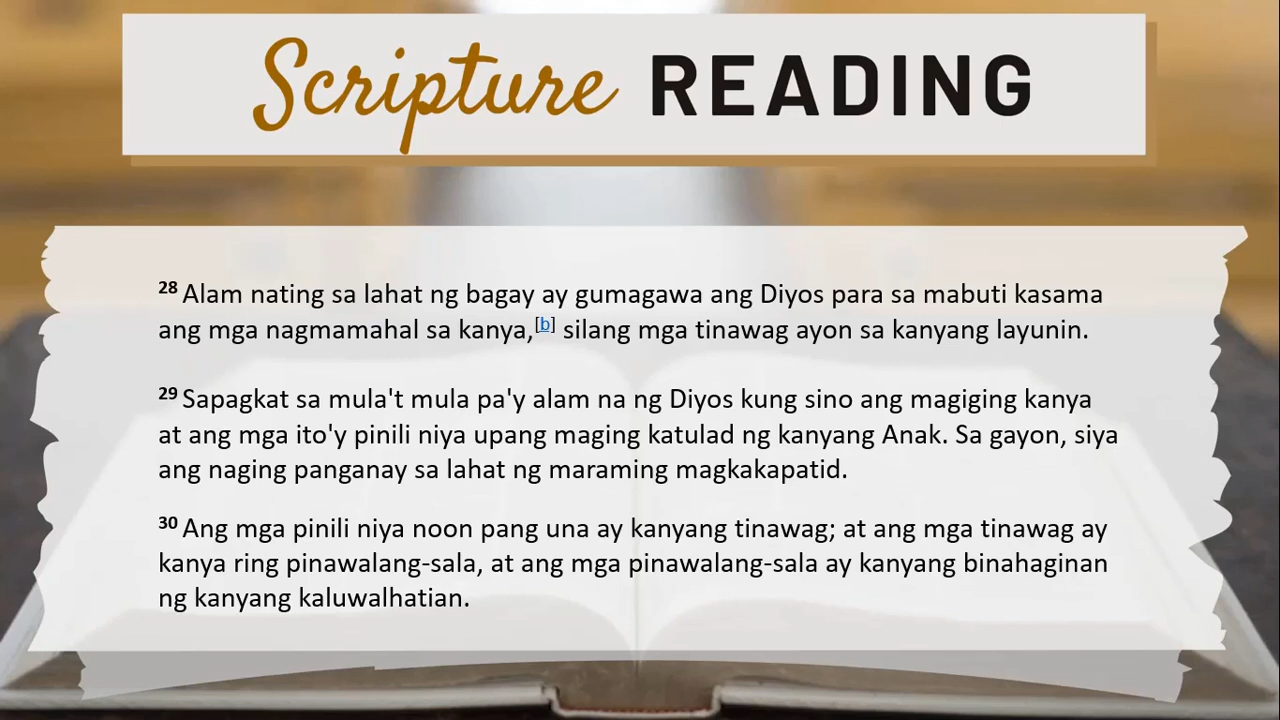 Scripture READING
28 Alam nating sa lahat ng bagay ay gumagawa ang Diyos para sa mabuti kasama
ang mga nagmamahal sa kanya,[b] silang mga tinawag ayon sa kanyang layunin.
29 Sapagkat sa mula't mula pa'y alam na ng Diyos kung sino ang magiging kanya
at ang mga ito'y pinili niya upang maging katulad ng kanyang Anak. Sa gayon, siya
ang naging panganay sa lahat ng maraming magkakapatid.
30 Ang mga pinili niya noon pang una ay kanyang tinawag; at ang mga tinawag ay
kanya ring pinawalang-sala, at ang mga pinawalang-sala ay kanyang binahaginan
ng kanyang kaluwalhatian.